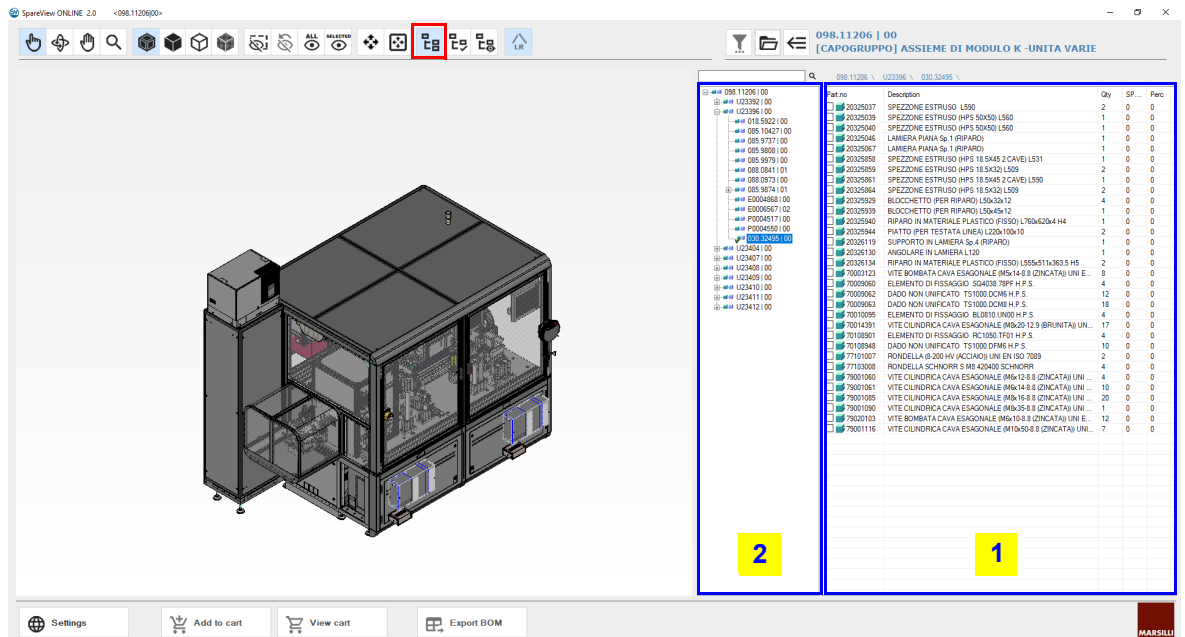 SpareView ONLINE 2.0 <098.11206|00>
ALL
SELECTED
LR
098.11206 | 00
[CAPOGRUPPO] ASSIEME DI MODULO K -UNITA VARIE
098.11206 \ U23396 \ 030.32495 \
098.11206 | 00
U23392 | 00
U23396 | 00
018.5922 | 00
085.10427 | 00
085.9737 | 00
085.9808 | 00
085.9979 | 00
088.0841 | 01
088.0973 | 00
085.9874 | 01
E0004868 | 00
E0006567 | 02
P0004517 | 00
P0004550 | 00
030.32495 | 00
U23404 | 00
U23407 | 00
U23408 | 00
U23409 | 00
U23410 | 00
U23411 | 00
U23412 | 00
2
Part no Description Qty SP.... Perc
20325037 SPEZZONE ESTRUSO L590 2 0 0
20325039 SPEZZONE ESTRUSO (HPS 50X50) L560 1 0 0
20325040 SPEZZONE ESTRUSO (HPS 50X50) L560 1 0 0
20325046 LAMIERA PIANA Sp.1 (RIPARO) 1 0 0
20325067 LAMIERA PIANA Sp.1 (RIPARO) 1 0 0
20325858 SPEZZONE ESTRUSO (HPS 18.5X45 2 CAVE) L531 1 0 0
20325859 SPEZZONE ESTRUSO (HPS 18.5X32) L509 2 0 0
20325861 SPEZZONE ESTRUSO (HPS 18.5X45 2 CAVE) L590 1 0 0
20325864 SPEZZONE ESTRUSO (HPS 18.5X32) L509 2 0 0
20325929 BLOCCHETTO (PER RIPARO) L50x32x12 4 0 0
20325939 BLOCCHETTO (PER RIPARO) L50x45x12 1 0 0
20325940 RIPARO IN MATERIALE PLASTICO (FISSO) L760x620x4 H4 1 0 0
20325944 PIATTO (PER TESTATA LINEA) L220x100x10 2 0 0
20326119 SUPPORTO IN LAMIERA Sp.4 (RIPARO) 1 0 0
20326130 ANGOLARE IN LAMIERA L120 1 0 0
20326134 RIPARO IN MATERIALE PLASTICO (FISSO) L555x511x363,5 H5 2 0 0
70003123 VITE BOMBATA CAVA ESAGONALE (M5x14-8.8 (ZINCATA)) UNI E... 8 0 0
70009060 ELEMENTO DI FISSAGGIO SQ4038.78PF H.P.S. 4 0 0
70009062 DADO NON UNIFICATO TS1000.DCM6 H.P.S. 12 0 0
70009063 DADO NON UNIFICATO TS1000.DCM8 H.P.S. 18 0 0
70010095 ELEMENTO DI FISSAGGIO BL0810.UN00 H.P.S. 4 0 0
70014391 VITE CILINDRICA CAVA ESAGONALE (M8x20-12.9 (BRUNITA)) UN... 17 0 0
70108901 ELEMENTO DI FISSAGGIO RC1050.TF01 H.P.S. 4 0 0
70108948 DADO NON UNIFICATO TS1000.DFM6 H.P.S. 10 0 0
77101007 RONDELLA (8-200 HV (ACCIAIO)) UNI EN ISO 7089 2 0 0
77103008 RONDELLA SCHNORR S M8 420400 SCHNORR 4 0 0
79001060 VITE CILINDRICA CAVA ESAGONALE (M6x12-8.8 (ZINCATA)) UNI ... 4 0 0
79001061 VITE CILINDRICA CAVA ESAGONALE (M6x14-8.8 (ZINCATA)) UNI ... 10 0 0
79001085 VITE CILINDRICA CAVA ESAGONALE (M8x16-8.8 (ZINCATA)) UNI ... 20 0 0
79001090 VITE CILINDRICA CAVA ESAGONALE (M8x35-8.8 (ZINCATA)) UNI ... 1 0 0
79020103 VITE BOMBATA CAVA ESAGONALE (M6x10-8.8 (ZINCATA)) UNI E... 12 0 0
79001116 VITE CILINDRICA CAVA ESAGONALE (M10x50-8.8 (ZINCATA)) UNI... 7 0 0
1
Settings
Add to cart
View cart
Export BOM
MARSILLI